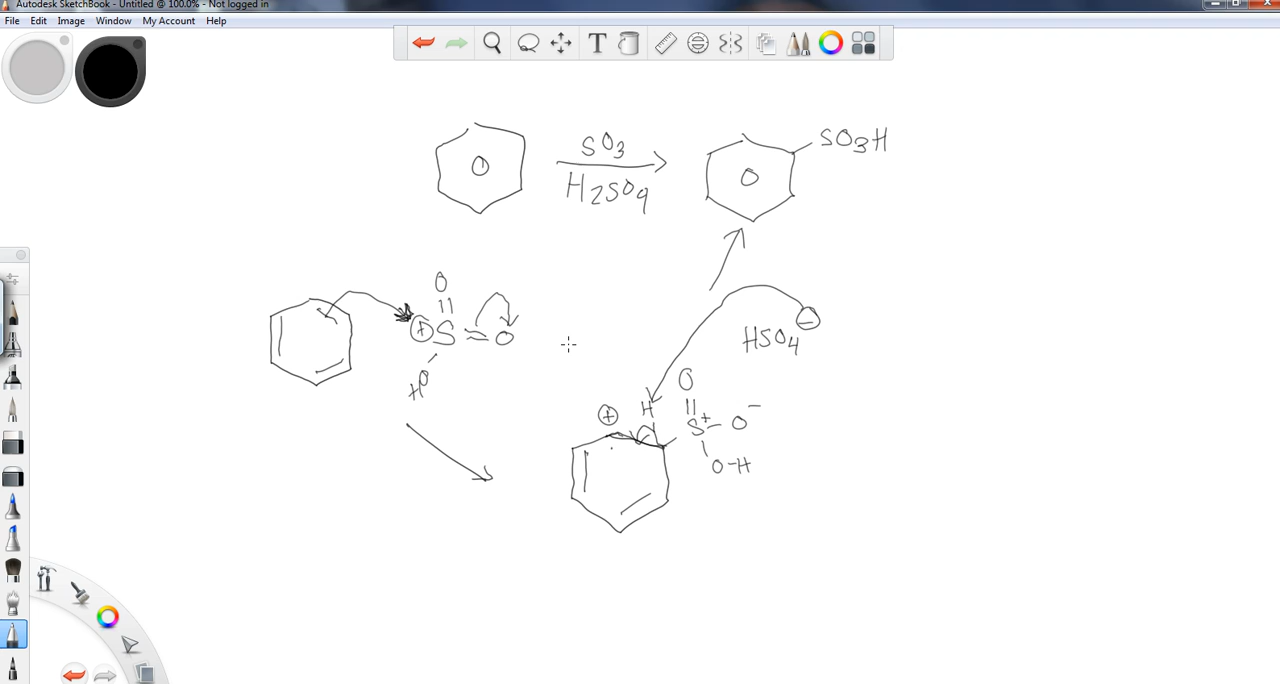 Autodesk SketchBook - Untitled @ 100.0% - Not logged in
File Edit Image Window My Account Help
T
SO3
H2SO4
SO3H
O
⊕ S = O
HO
HSO4 ⊖
O
⊕ H
S+ - O-
O-H